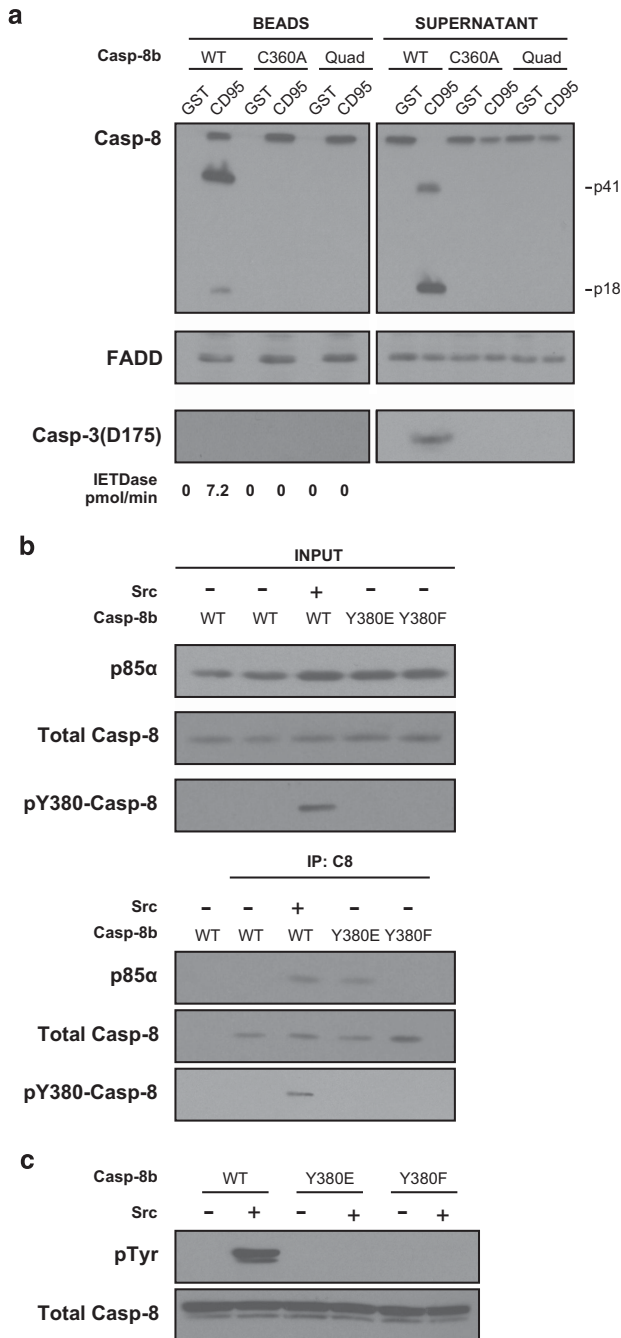 a
BEADS SUPERNATANT
Casp-8b WT C360A Quad WT C360A Quad
GST CD95 GST CD95 GST CD95 GST CD95 GST CD95 GST CD95
Casp-8
–p41
–p18
FADD
Casp-3(D175)
IETDase
pmol/min 0 7.2 0 0 0 0
b
INPUT
Src - - + - -
Casp-8b WT WT WT Y380E Y380F
p85α
Total Casp-8
pY380-Casp-8
IP: C8
Src - - + - -
Casp-8b WT WT WT Y380E Y380F
p85α
Total Casp-8
pY380-Casp-8
c
Casp-8b WT Y380E Y380F
Src - + - + - +
pTyr
Total Casp-8